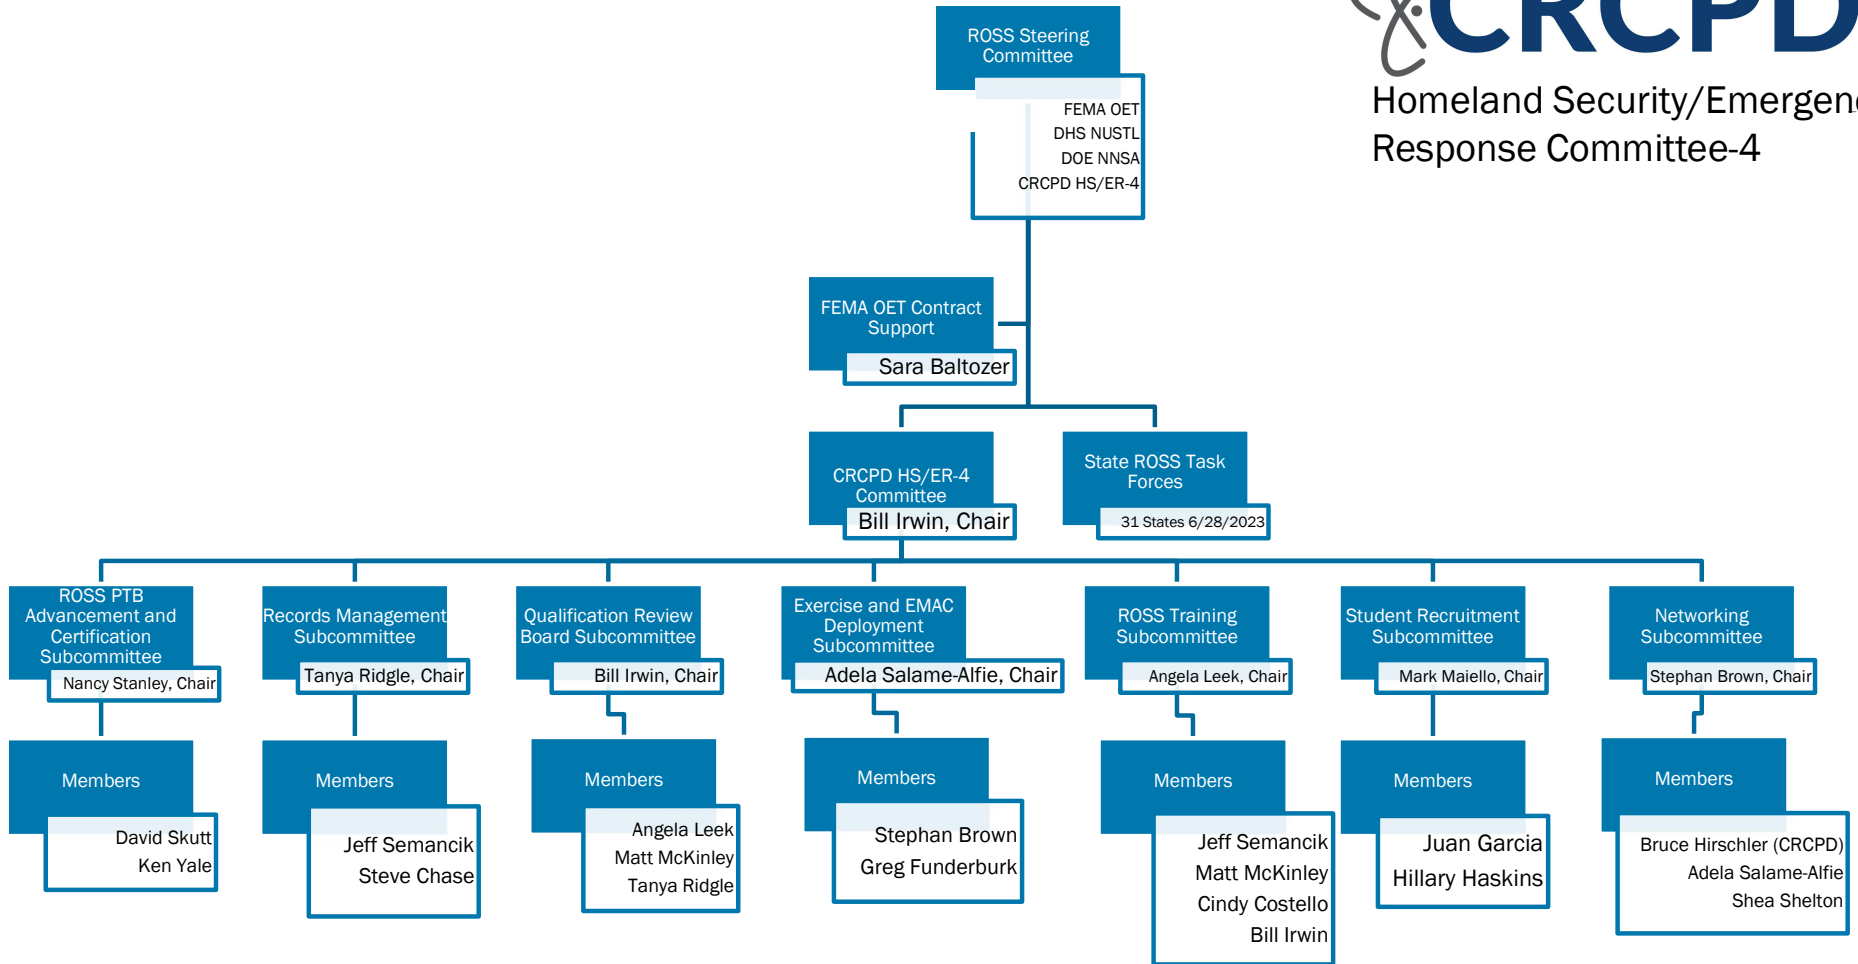 CRCPD
Homeland Security/Emergenc
Response Committee-4
ROSS Steering
Committee
FEMA OET
DHS NUSTL
DOE NNSA
CRCPD HS/ER-4
FEMA OET Contract
Support
Sara Baltozer
CRCPD HS/ER-4
Committee
Bill Irwin, Chair
State ROSS Task
Forces
31 States 6/28/2023
ROSS PTB
Advancement and
Certification
Subcommittee
Nancy Stanley, Chair
Records Management
Subcommittee
Tanya Ridgle, Chair
Qualification Review
Board Subcommittee
Bill Irwin, Chair
Exercise and EMAC
Deployment
Subcommittee
Adela Salame-Alfie, Chair
ROSS Training
Subcommittee
Angela Leek, Chair
Student Recruitment
Subcommittee
Mark Maiello, Chair
Networking
Subcommittee
Stephan Brown, Chair
Members
David Skutt
Ken Yale
Members
Jeff Semancik
Steve Chase
Members
Angela Leek
Matt McKinley
Tanya Ridgle
Members
Stephan Brown
Greg Funderburk
Members
Jeff Semancik
Matt McKinley
Cindy Costello
Bill Irwin
Members
Juan Garcia
Hillary Haskins
Members
Bruce Hirschler (CRCPD)
Adela Salame-Alfie
Shea Shelton